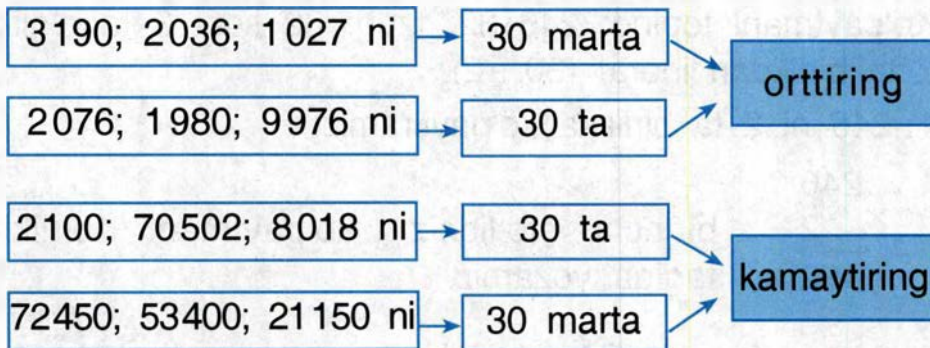 3190; 2036; 1027 ni
30 marta
2076; 1980; 9976 ni
30 ta
orttiring
2100; 70502; 8018 ni
30 ta
72450; 53400; 21150 ni
30 marta
kamaytiring